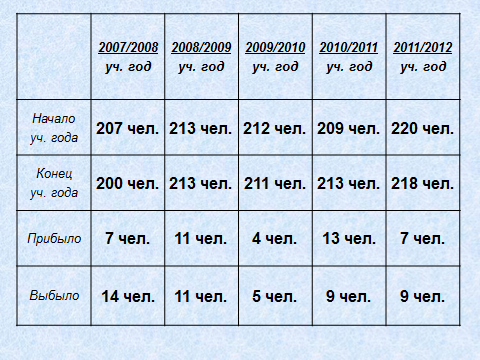 2007/2008 2008/2009 2009/2010 2010/2011 2011/2012
уч. год уч. год уч. год уч. год уч. год
Начало
уч. года 207 чел. 213 чел. 212 чел. 209 чел. 220 чел.
Конец
уч. года 200 чел. 213 чел. 211 чел. 213 чел. 218 чел.
Прибыло 7 чел. 11 чел. 4 чел. 13 чел. 7 чел.
Выбыло 14 чел. 11 чел. 5 чел. 9 чел. 9 чел.